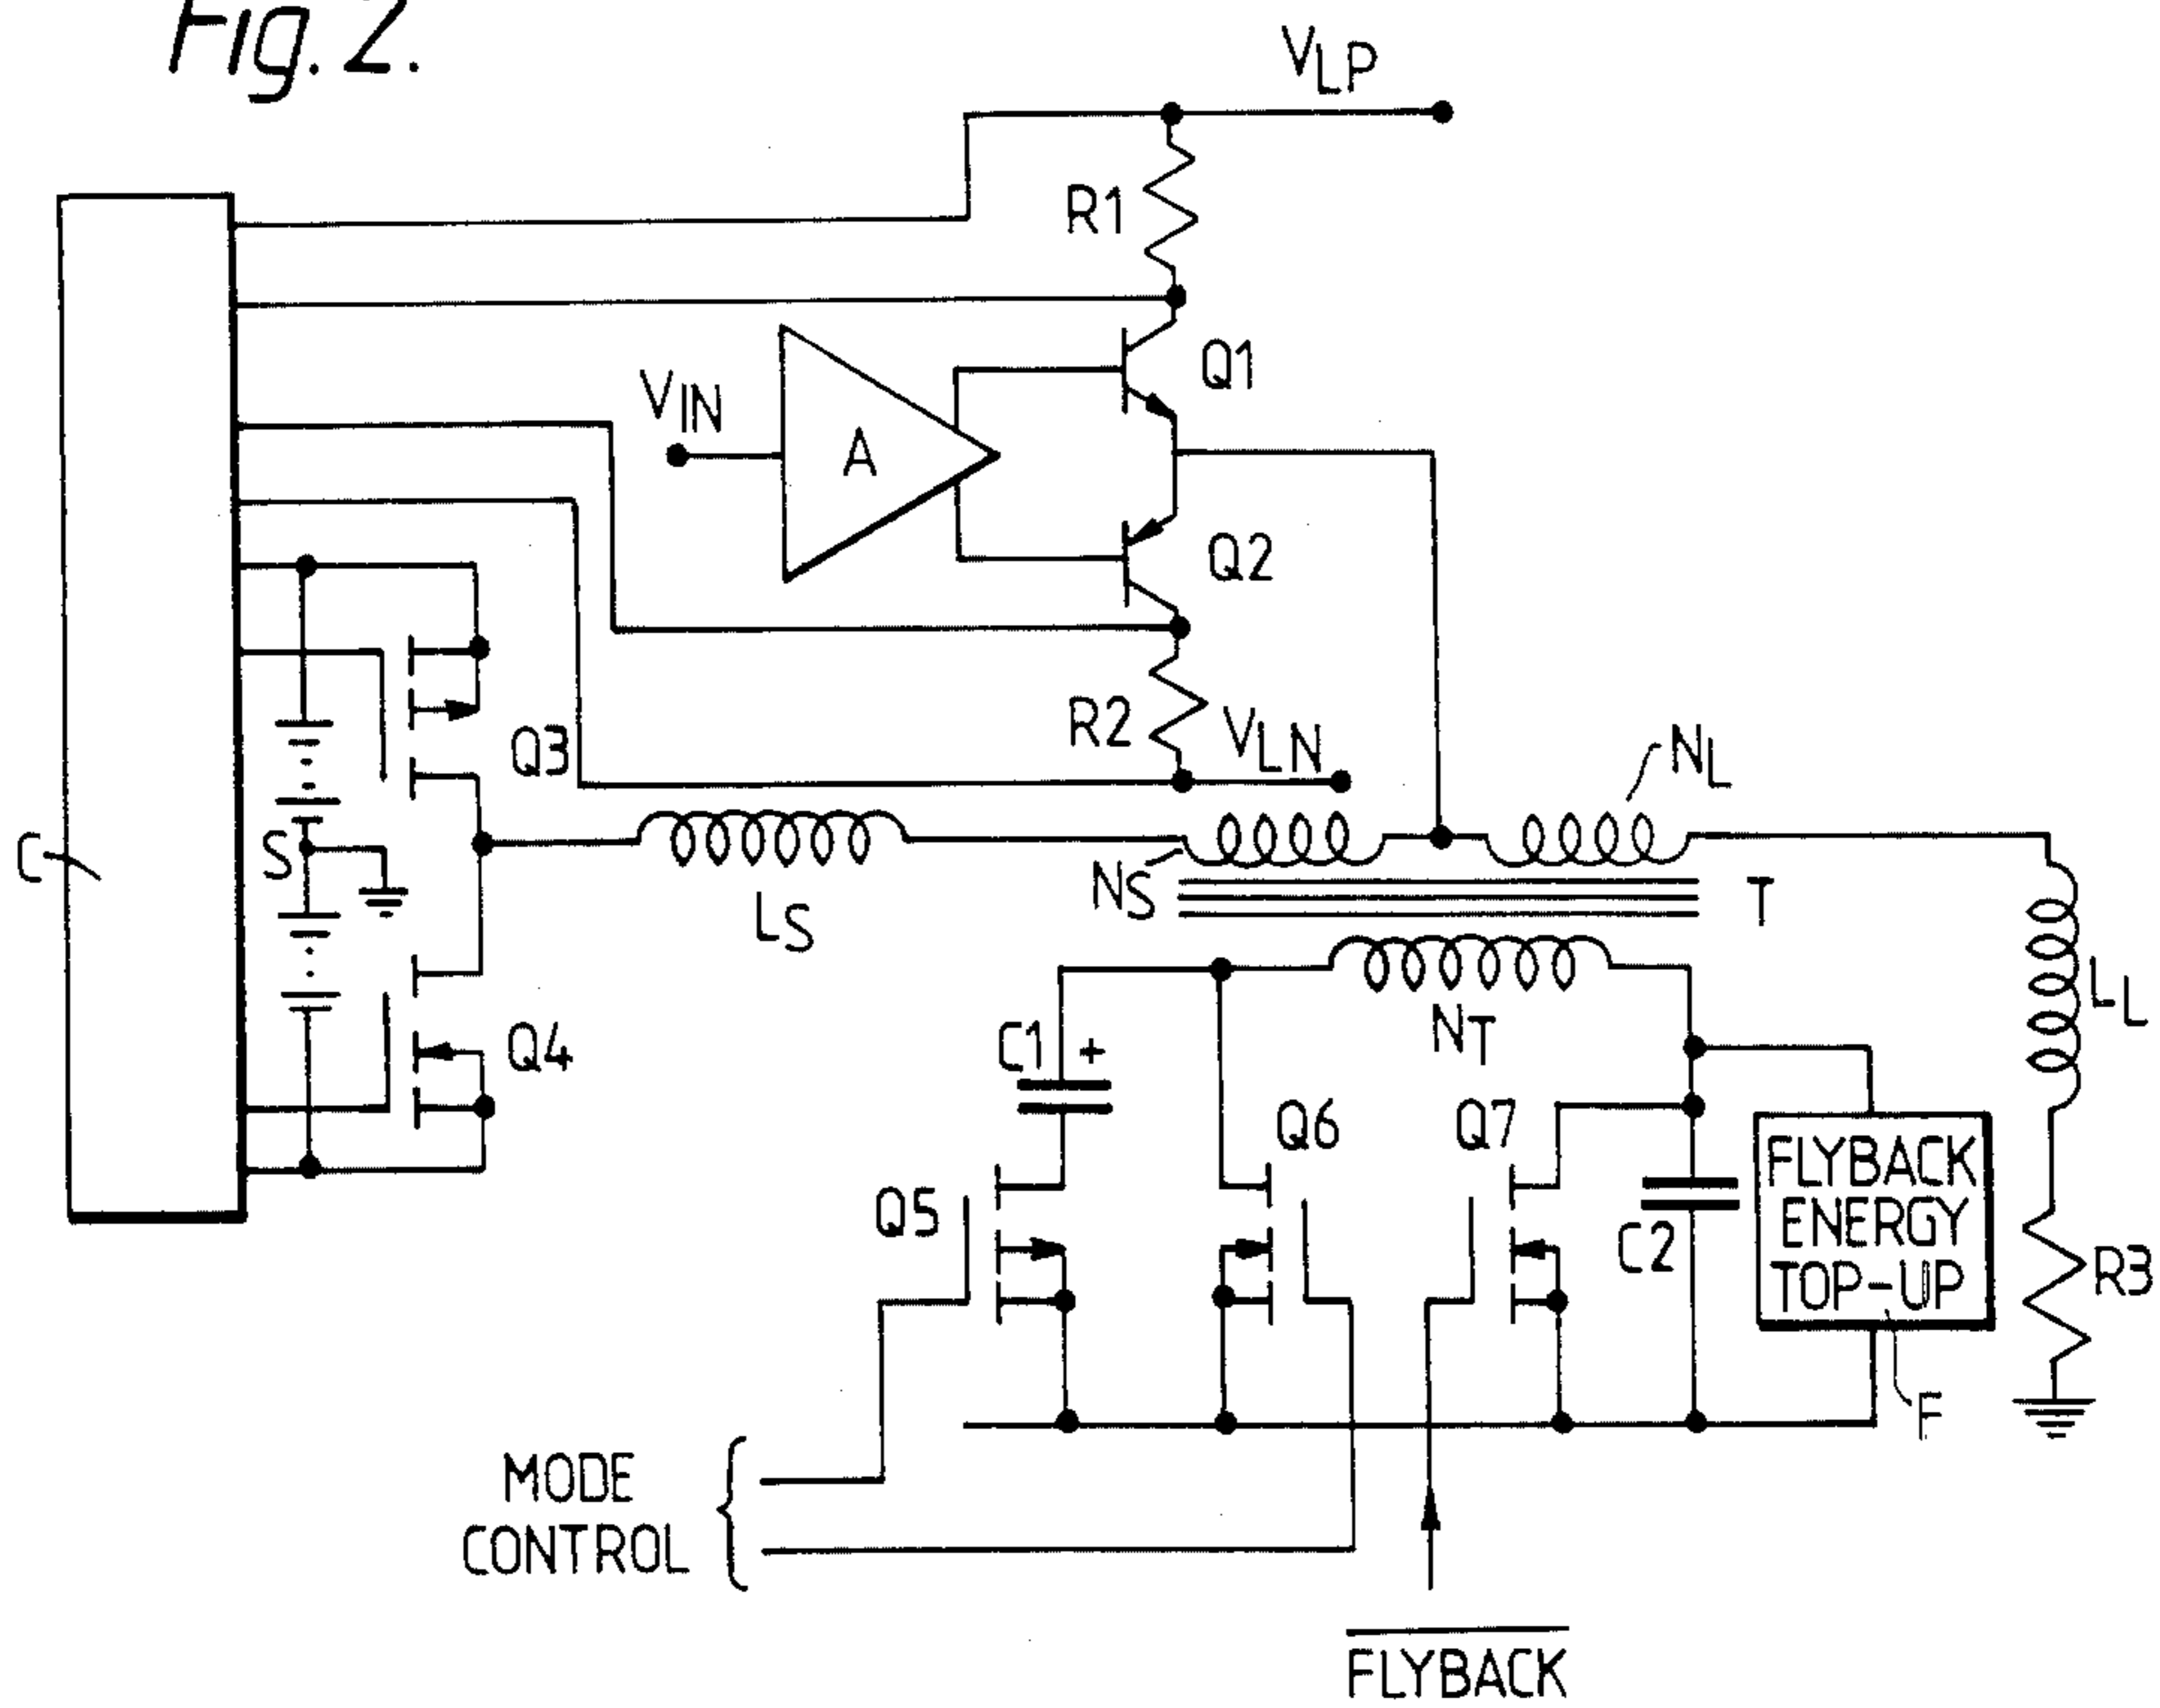 Fig. 2.
VLP
R1
Q1
VIN
A
Q2
R2
VLN
NL
Q3
S
C
LS
NS
T
LL
NT
C1 +
Q4
Q6
Q7
Q5
C2
FLYBACK
ENERGY
TOP-UP
R3
F
MODE
CONTROL
FLYBACK